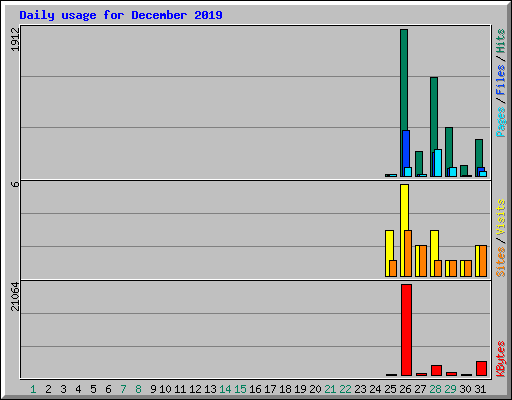 Daily usage for December 2019
1912
6
21064
Pages/Files/Hits
Sites/Visits
KBytes
1 2 3 4 5 6 7 8 9 10 11 12 13 14 15 16 17 18 19 20 21 22 23 24 25 26 27 28 29 30 31